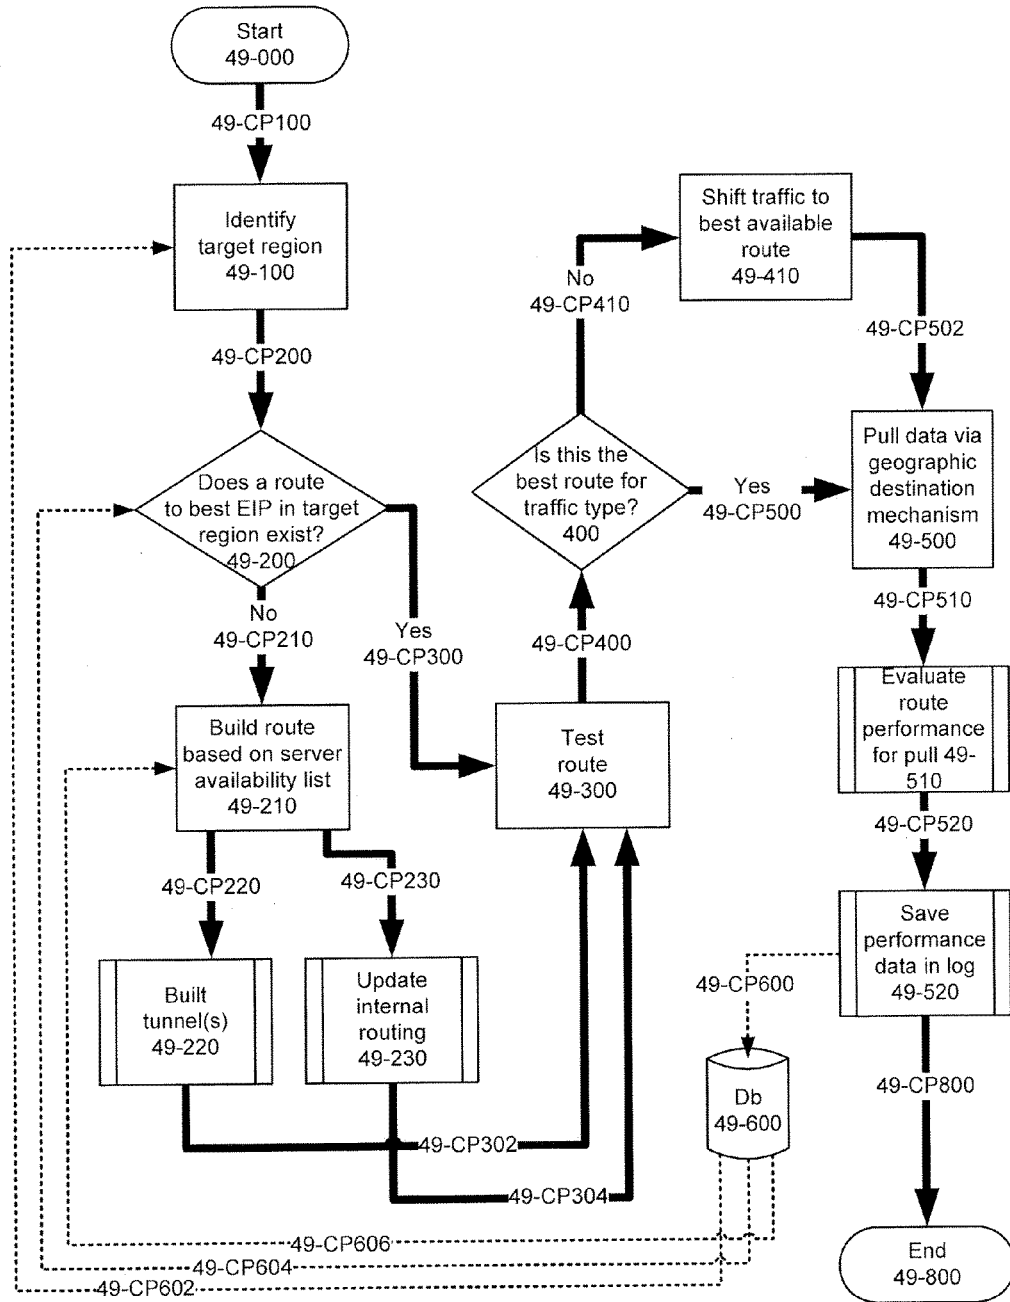 Start
49-000
49-CP100
Identify
target region
49-100
49-CP200
Does a route
to best EIP in target
region exist?
49-200
No
49-CP210
Yes
49-CP300
Build route
based on server
availability list
49-210
49-CP220
49-CP230
Built
tunnel(s)
49-220
Update
internal
routing
49-230
49-CP302
49-CP304
Test
route
49-300
49-CP400
Is this the
best route for
traffic type?
400
No
49-CP410
Yes
49-CP500
Shift traffic to
best available
route
49-410
49-CP502
Pull data via
geographic
destination
mechanism
49-500
49-CP510
Evaluate
route
performance
for pull 49-
510
49-CP520
Save
performance
data in log
49-520
49-CP600
Db
49-600
49-CP800
49-CP606
49-CP604
49-CP602
End
49-800